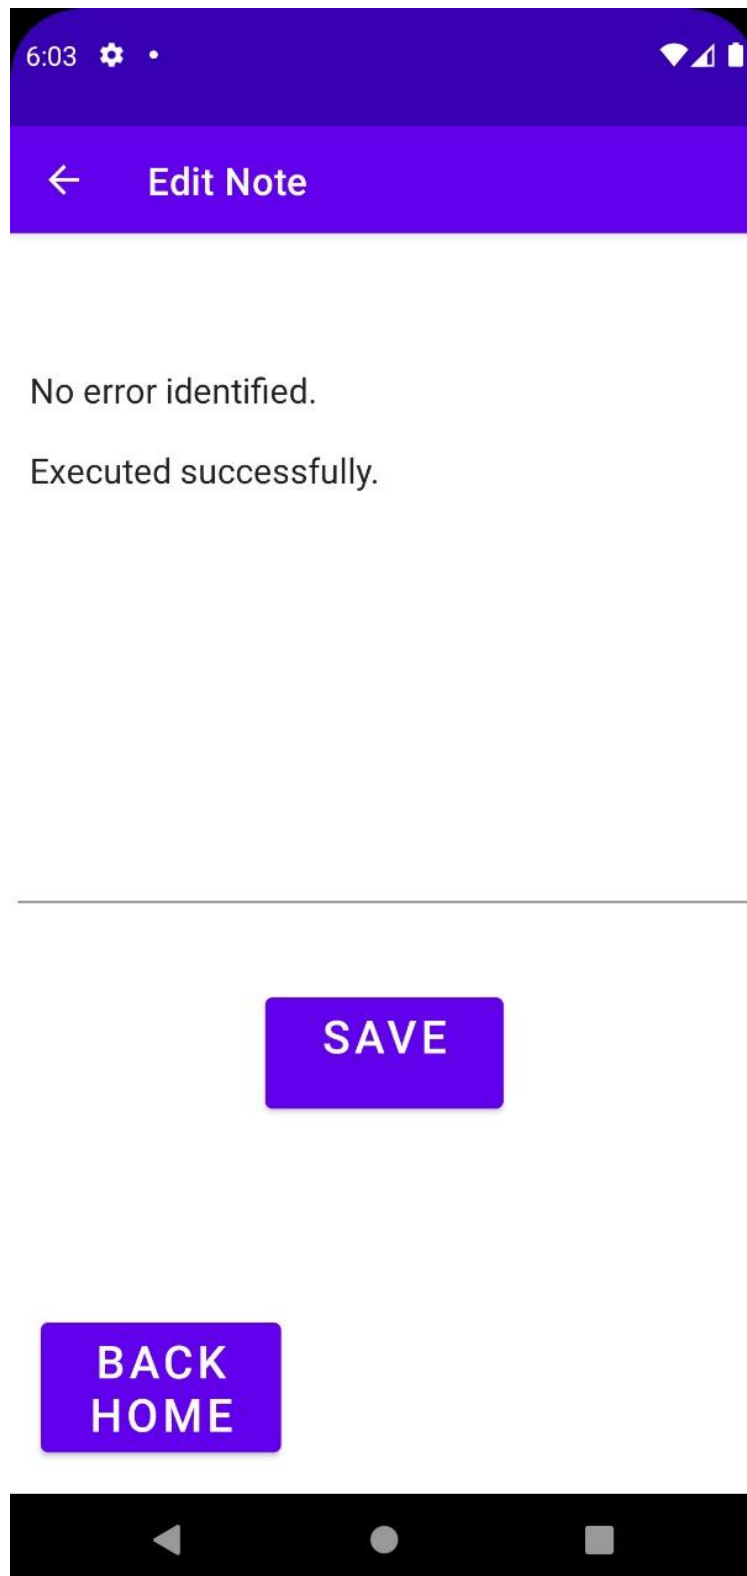 6:03
Edit Note
No error identified.
Executed successfully.
SAVE
BACK
HOME